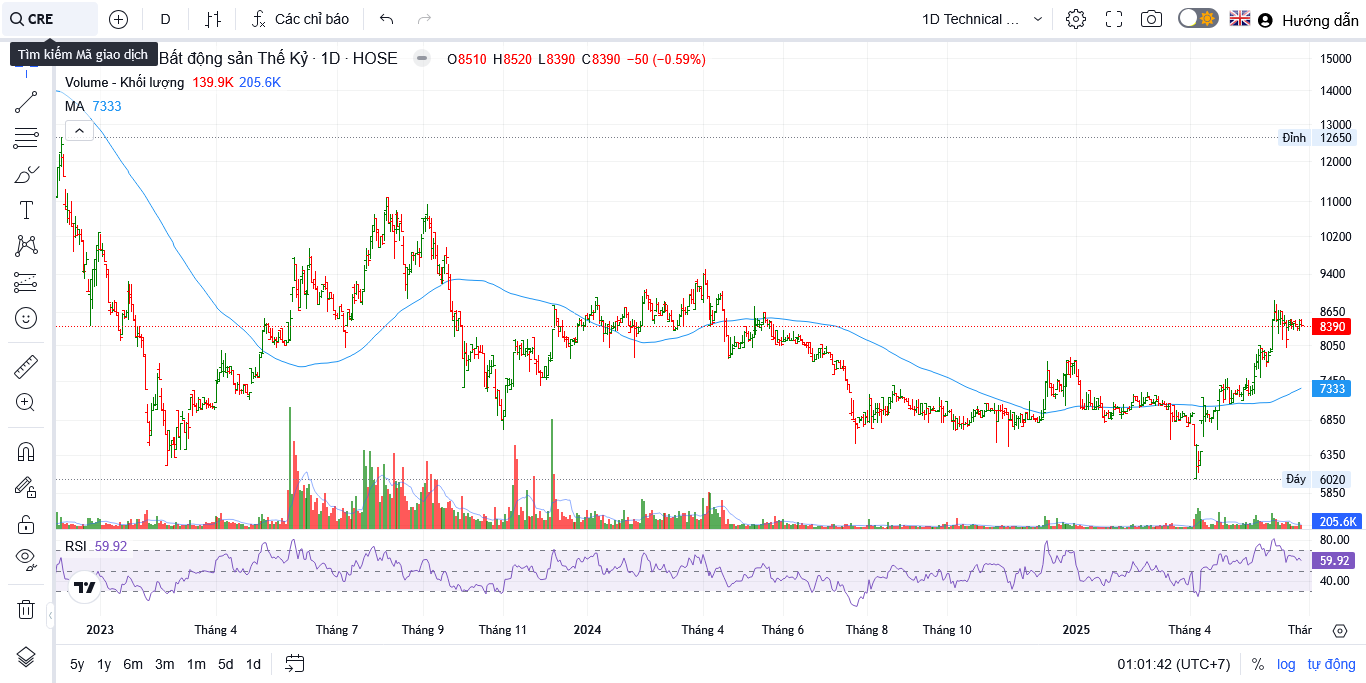 CRE
D
Các chỉ báo
1D Technical ...
Hướng dẫn
Tìm kiếm Mã giao dịch
Bất động sản Thế Kỷ · 1D · HOSE
O8510 H8520 L8390 C8390 −50 (−0.59%)
Volume - Khối lượng 139.9K 205.6K
MA 7333
15000
14000
13000
Đỉnh 12650
12000
11000
10200
9400
8650
8390
8050
7450
7333
6850
6350
Đáy 6020
5850
205.6K
RSI 59.92
80.00
59.92
40.00
2023 Tháng 4 Tháng 7 Tháng 9 Tháng 11 2024 Tháng 4 Tháng 6 Tháng 8 Tháng 10 2025 Tháng 4 Thár
5y 1y 6m 3m 1m 5d 1d
01:01:42 (UTC+7) % log tự động